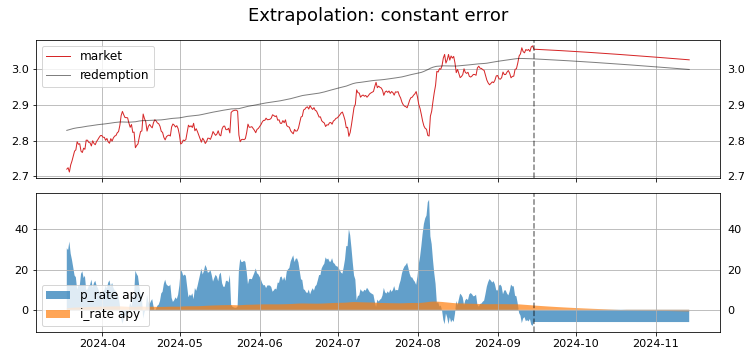 Extrapolation: constant error
market
redemption
3.0 3.0
2.9 2.9
2.8 2.8
2.7 2.7
40 40
20 20
0 0
p_rate apy
i_rate apy
2024-04 2024-05 2024-06 2024-07 2024-08 2024-09 2024-10 2024-11